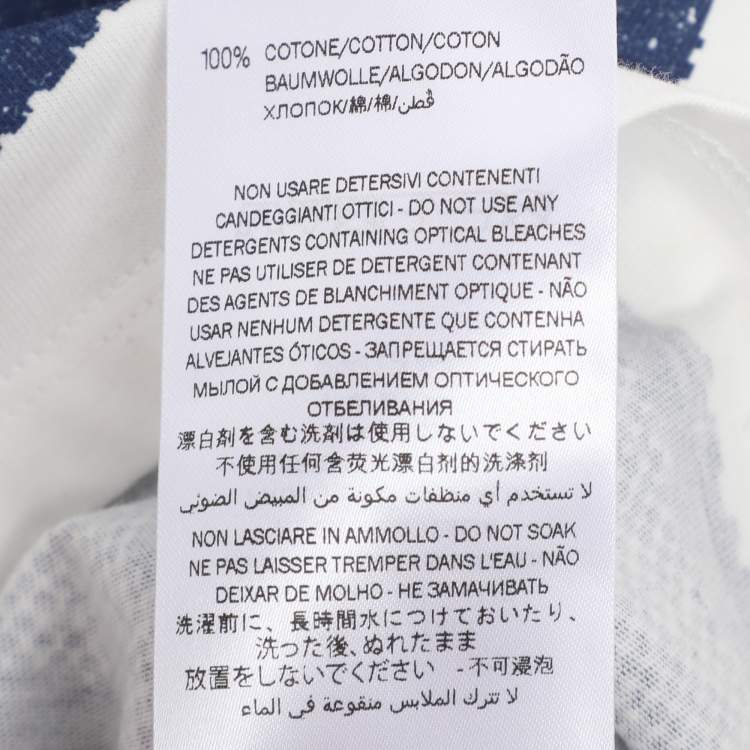 100% COTONE/COTTON/COTON
BAUMWOLLE/ALGODON/ALGODÃO
ХЛОПОК/綿/棉/قطن
NON USARE DETERSIVI CONTENENTI
CANDEGGIANTI OTTICI - DO NOT USE ANY
DETERGENTS CONTAINING OPTICAL BLEACHES
NE PAS UTILISER DE DETERGENT CONTENANT
DES AGENTS DE BLANCHIMENT OPTIQUE - NÃO
USAR NENHUM DETERGENTE QUE CONTENHA
ALVEJANTES ÓTICOS - ЗАПРЕЩАЕТСЯ СТИРАТЬ
МЫЛОЙ С ДОБАВЛЕНИЕМ ОПТИЧЕСКОГО
ОТБЕЛИВАНИЯ
漂白剤を含む洗剤は使用しないでください
不使用任何含荧光漂白剂的洗涤剂
لا تستخدم أي منظفات مكونة من المبيض الضوئي
NON LASCIARE IN AMMOLLO - DO NOT SOAK
NE PAS LAISSER TREMPER DANS L'EAU - NÃO
DEIXAR DE MOLHO - НЕ ЗАМАЧИВАТЬ
洗濯前に、長時間水につけておいたり、
洗った後、ぬれたまま
放置をしないでください - 不可浸泡
لا تترك الملابس منقوعة في الماء